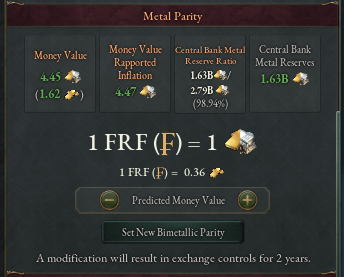 Metal Parity
Money Value
4.45
(1.62 )
Money Value
Rapported
Inflation
4.47
Central Bank Metal
Reserve Ratio
1.63B /
2.79B
(98.94%)
Central Bank
Metal Reserves
1.63B
1 FRF (F) = 1
1 FRF (F) = 0.36
− Predicted Money Value +
Set New Bimetallic Parity
A modification will result in exchange controls for 2 years.